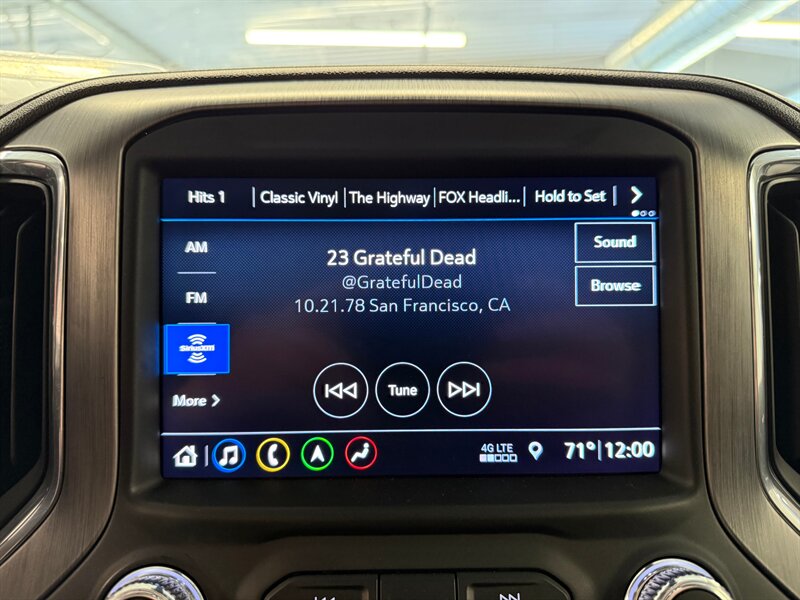 Hits 1 | Classic Vinyl | The Highway | FOX Headli... | Hold to Set |
AM
23 Grateful Dead
Sound
@GratefulDead
Browse
FM
10.21.78 San Francisco, CA
SiriusXM
More
Tune
4G LTE
71° | 12:00